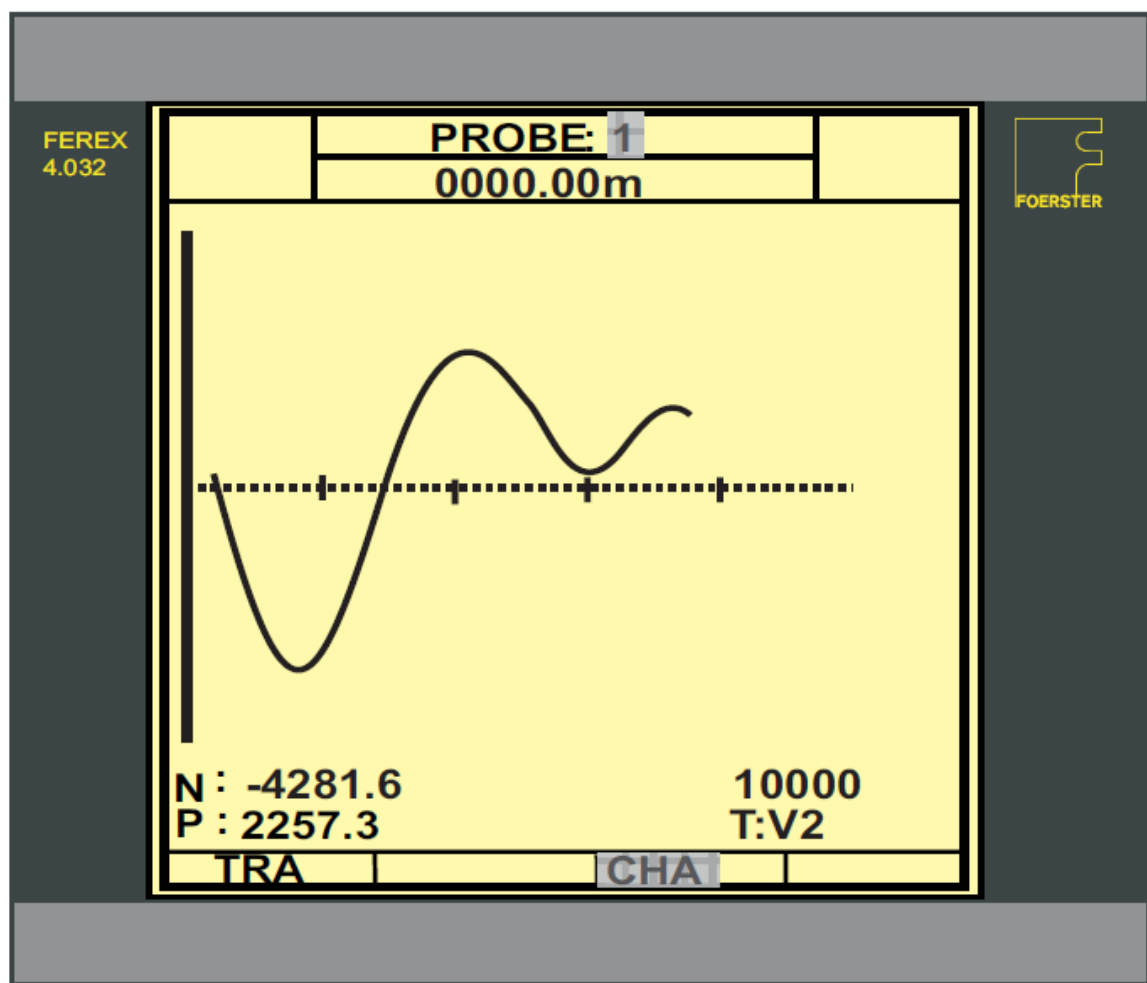 FEREX
4.032
PROBE: 1
0000.00m
FOERSTER
N : -4281.6
10000
P : 2257.3
T:V2
TRA
CHA